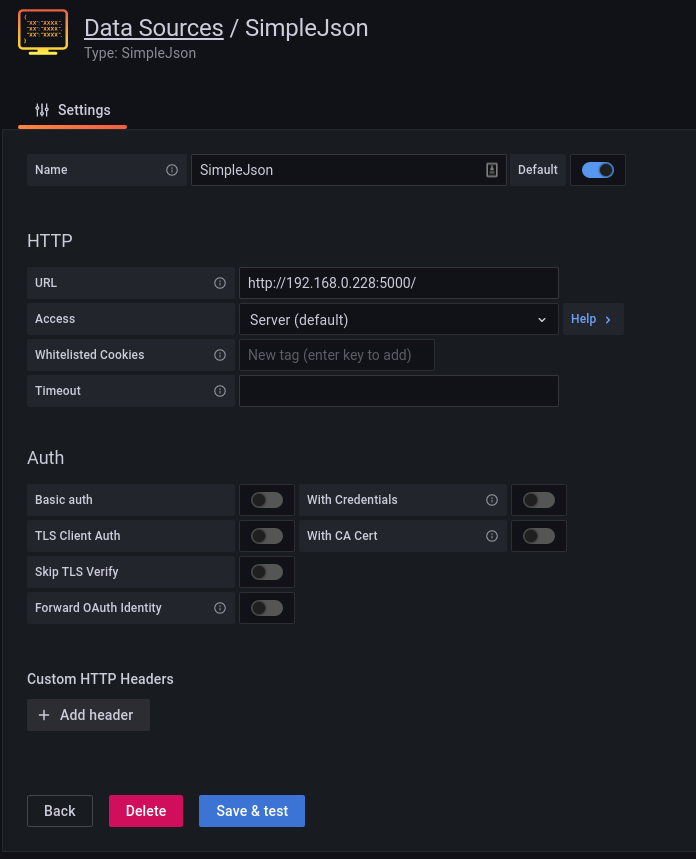 Data Sources / SimpleJson
Type: SimpleJson
Settings
Name SimpleJson Default
HTTP
URL http://192.168.0.228:5000/
Access Server (default) Help
Whitelisted Cookies New tag (enter key to add)
Timeout
Auth
Basic auth With Credentials
TLS Client Auth With CA Cert
Skip TLS Verify
Forward OAuth Identity
Custom HTTP Headers
Add header
Back Delete Save & test